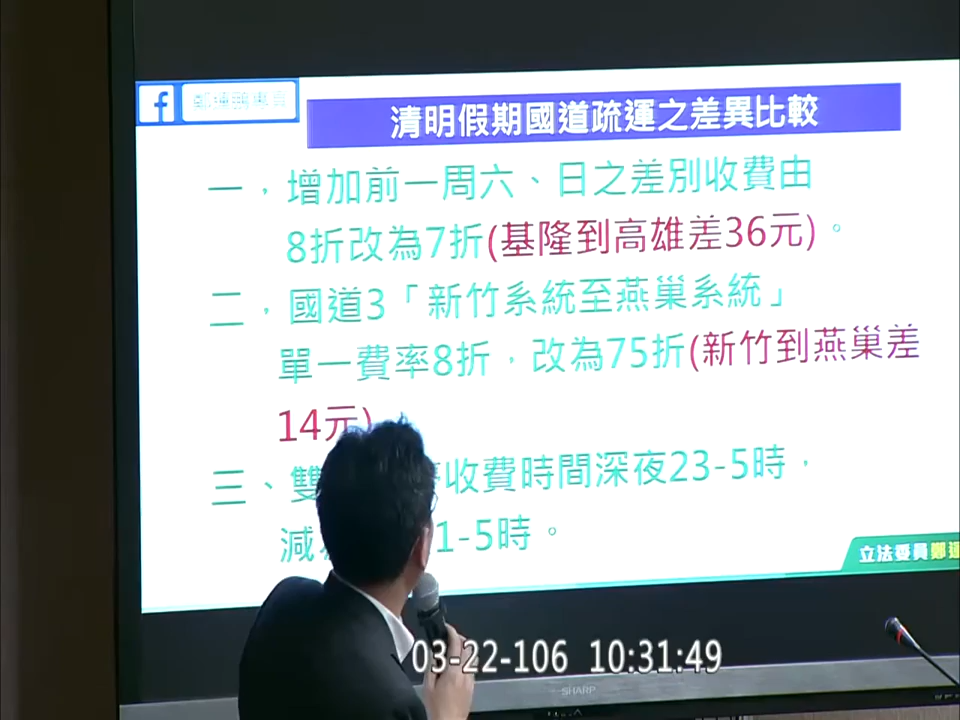 清明假期國道疏運之差異比較
一，增加前一周六、日之差別收費由
8折改為7折(基隆到高雄差36元)。
二，國道3「新竹系統至燕巢系統」
單一費率8折，改為75折(新竹到燕巢差
14元)
三、雙 收費時間深夜23-5時，
減 1-5時。
立法委員鄭運
03-22-106 10:31:49
SHARP